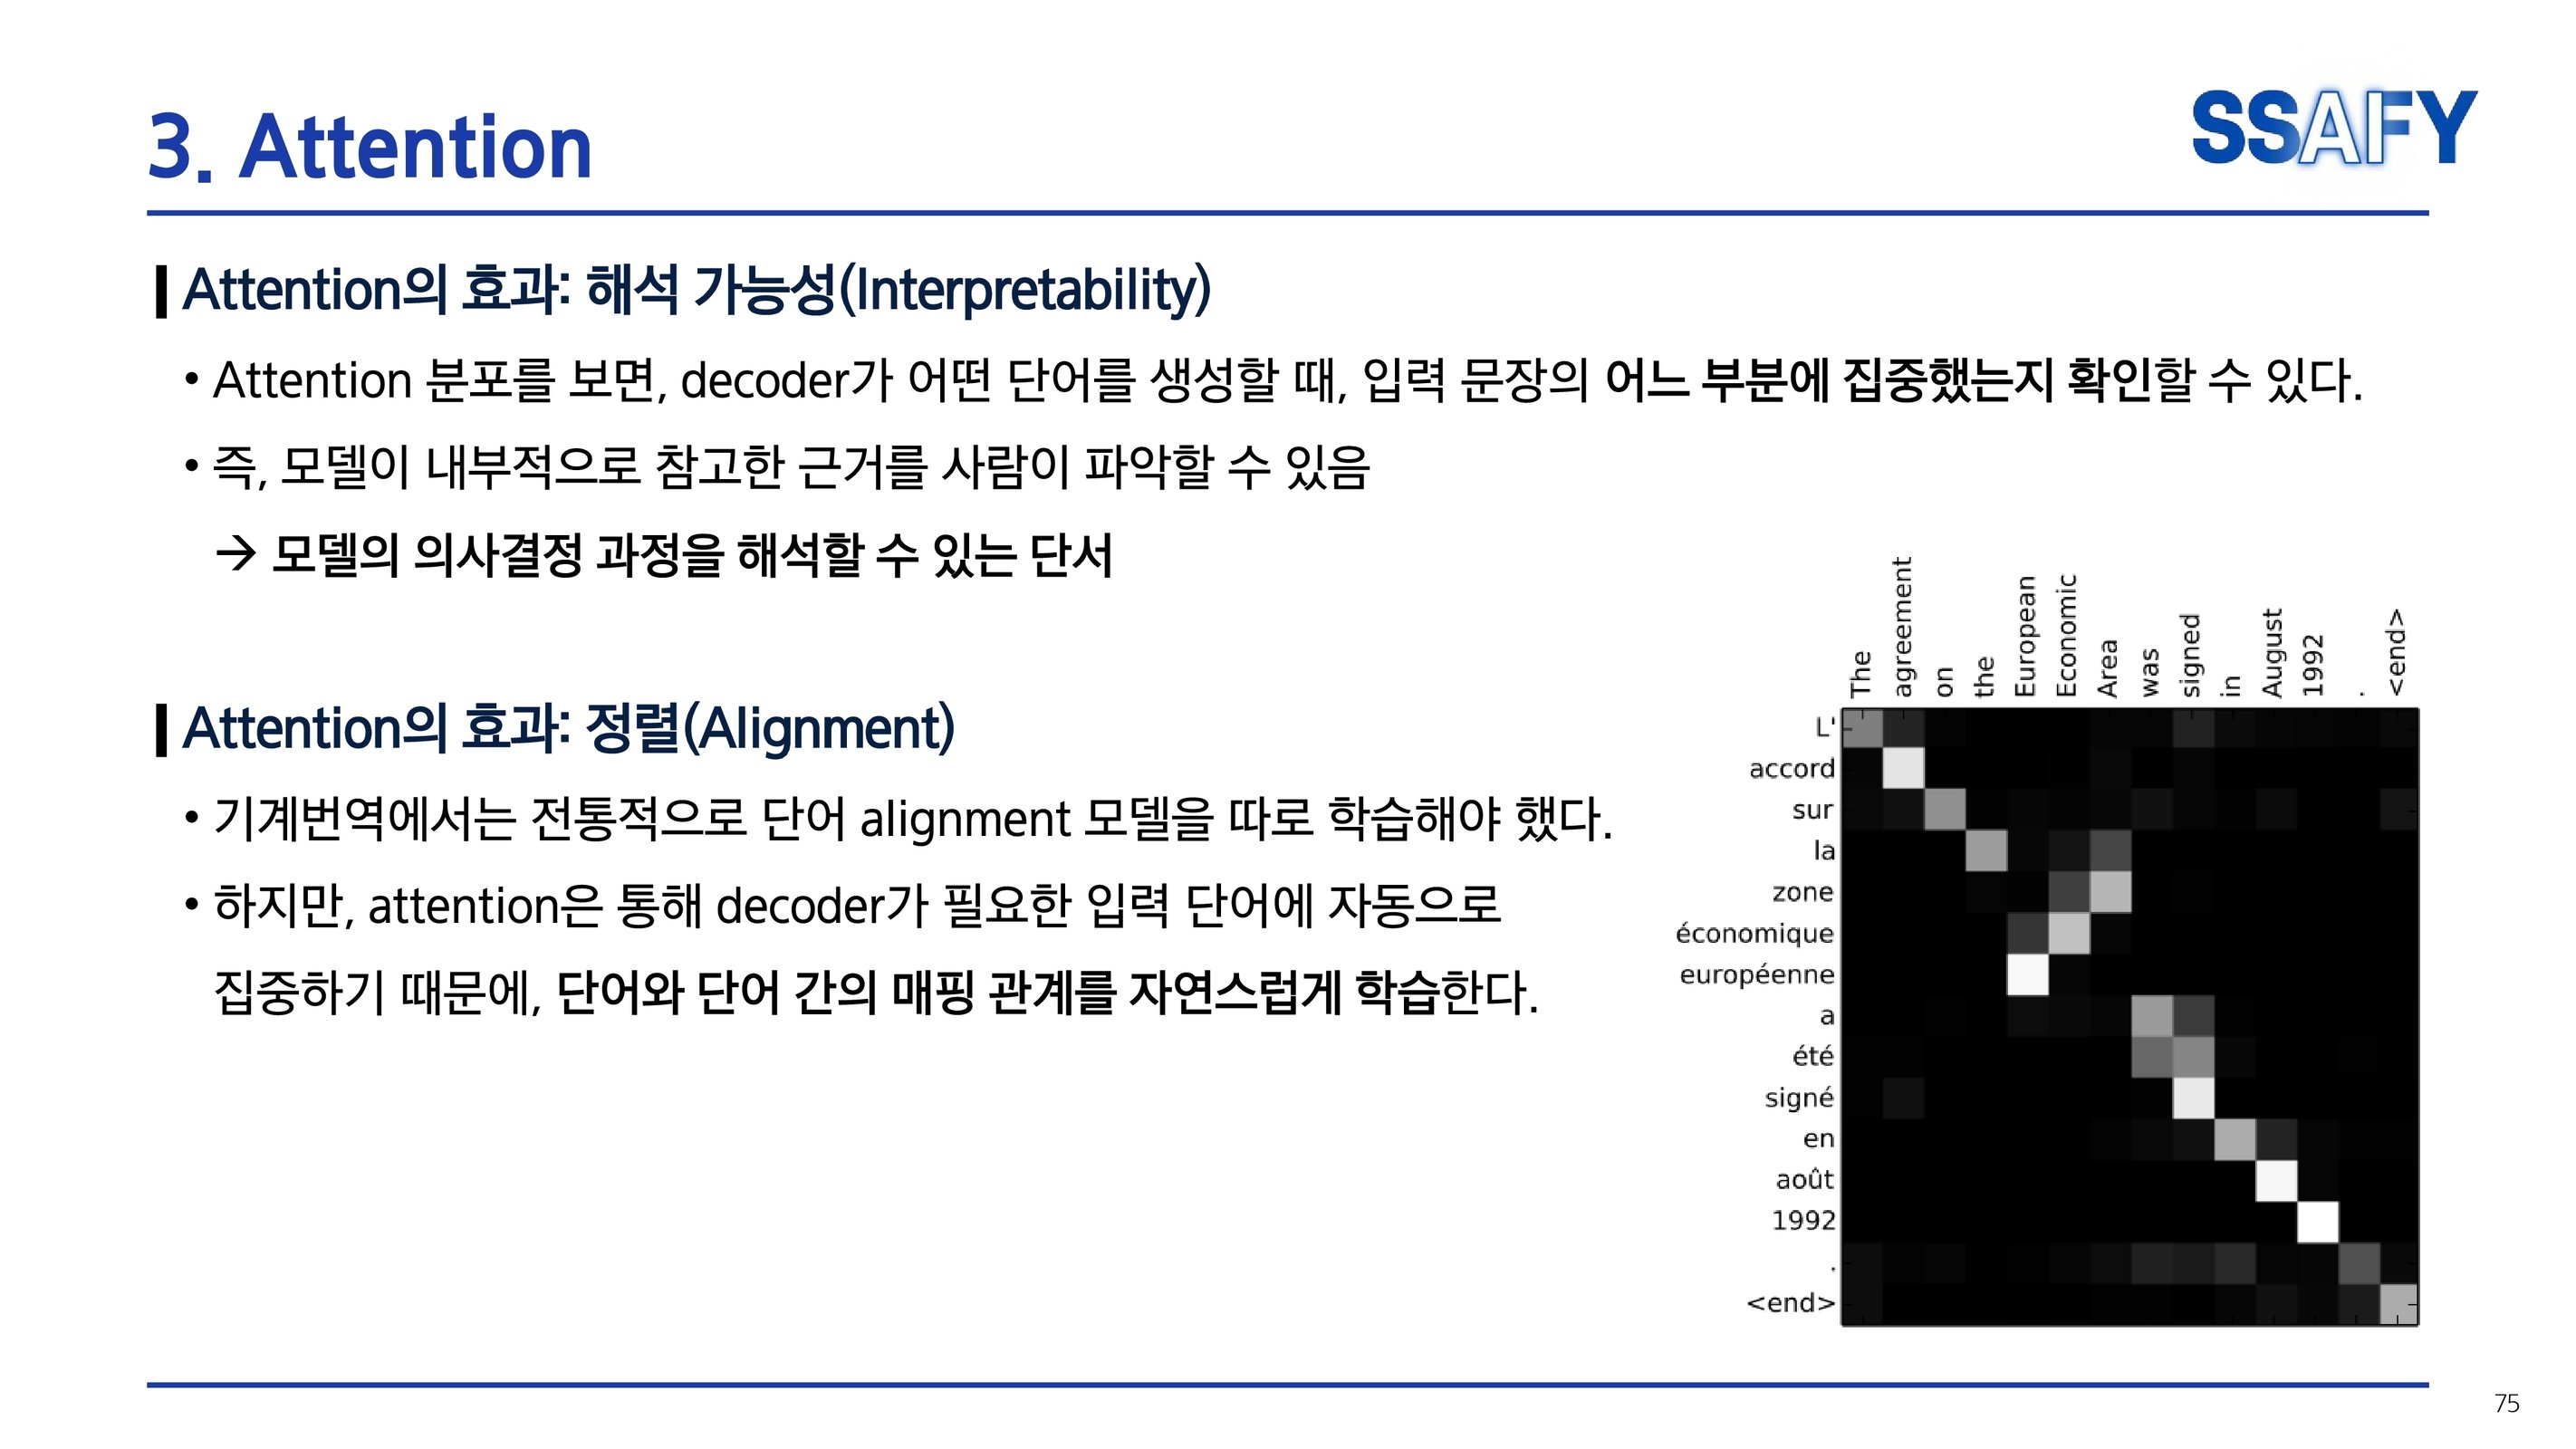 3. Attention
SSAFY
Attention의 효과: 해석 가능성(Interpretability)
• Attention 분포를 보면, decoder가 어떤 단어를 생성할 때, 입력 문장의 어느 부분에 집중했는지 확인할 수 있다.
• 즉, 모델이 내부적으로 참고한 근거를 사람이 파악할 수 있음
→ 모델의 의사결정 과정을 해석할 수 있는 단서
Attention의 효과: 정렬(Alignment)
• 기계번역에서는 전통적으로 단어 alignment 모델을 따로 학습해야 했다.
• 하지만, attention은 통해 decoder가 필요한 입력 단어에 자동으로
집중하기 때문에, 단어와 단어 간의 매핑 관계를 자연스럽게 학습한다.
The
agreement
on
the
European
Economic
Area
was
signed
in
August
1992
.
<end>
L'
accord
sur
la
zone
économique
européenne
a
été
signé
en
août
1992
.
<end>
75